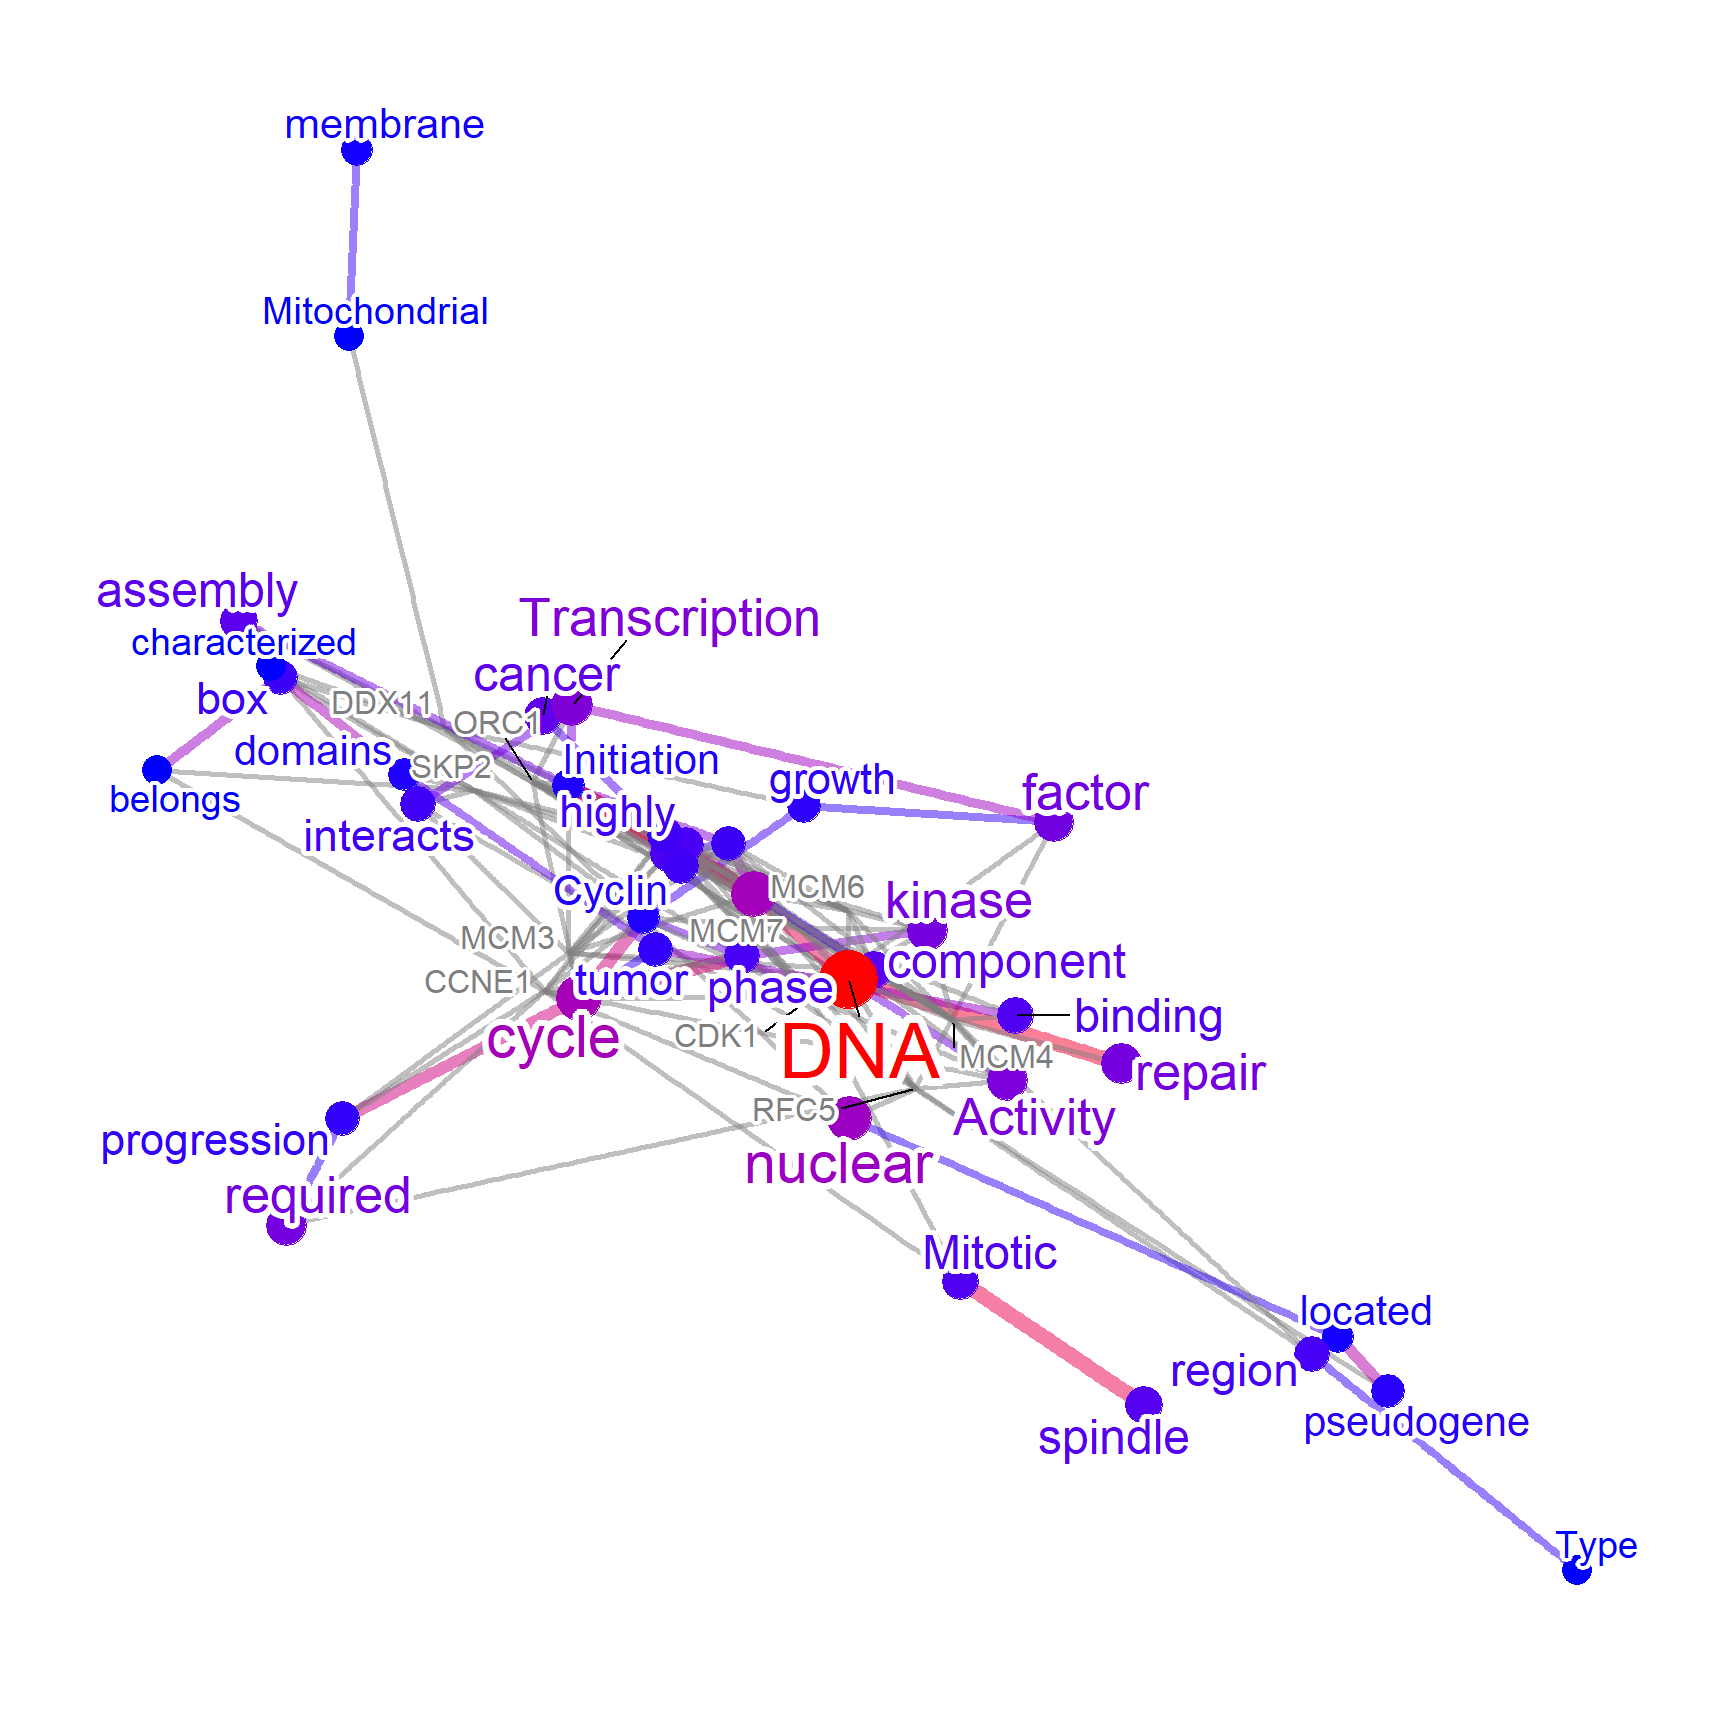 membrane
Mitochondrial
assembly
Transcription
characterized
cancer
box
DDX11
ORC1
domains
SKP2
Initiation
growth
belongs
factor
highly
interacts
Cyclin
MCM6
kinase
MCM3
MCM7
component
CCNE1
tumor
phase
binding
cycle
CDK1
DNA
MCM4
repair
RFC5
Activity
progression
nuclear
required
Mitotic
located
region
pseudogene
spindle
Type